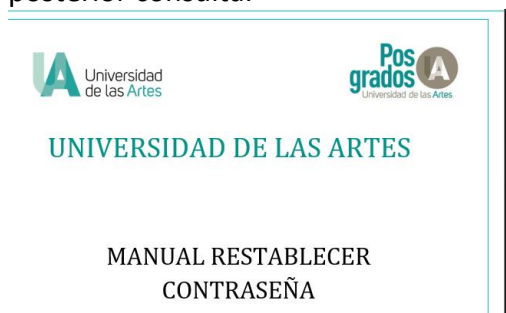 posterior consulta.
UA Universidad
de las Artes
Pos
grados A
Universidad de las Artes
UNIVERSIDAD DE LAS ARTES
MANUAL RESTABLECER
CONTRASEÑA